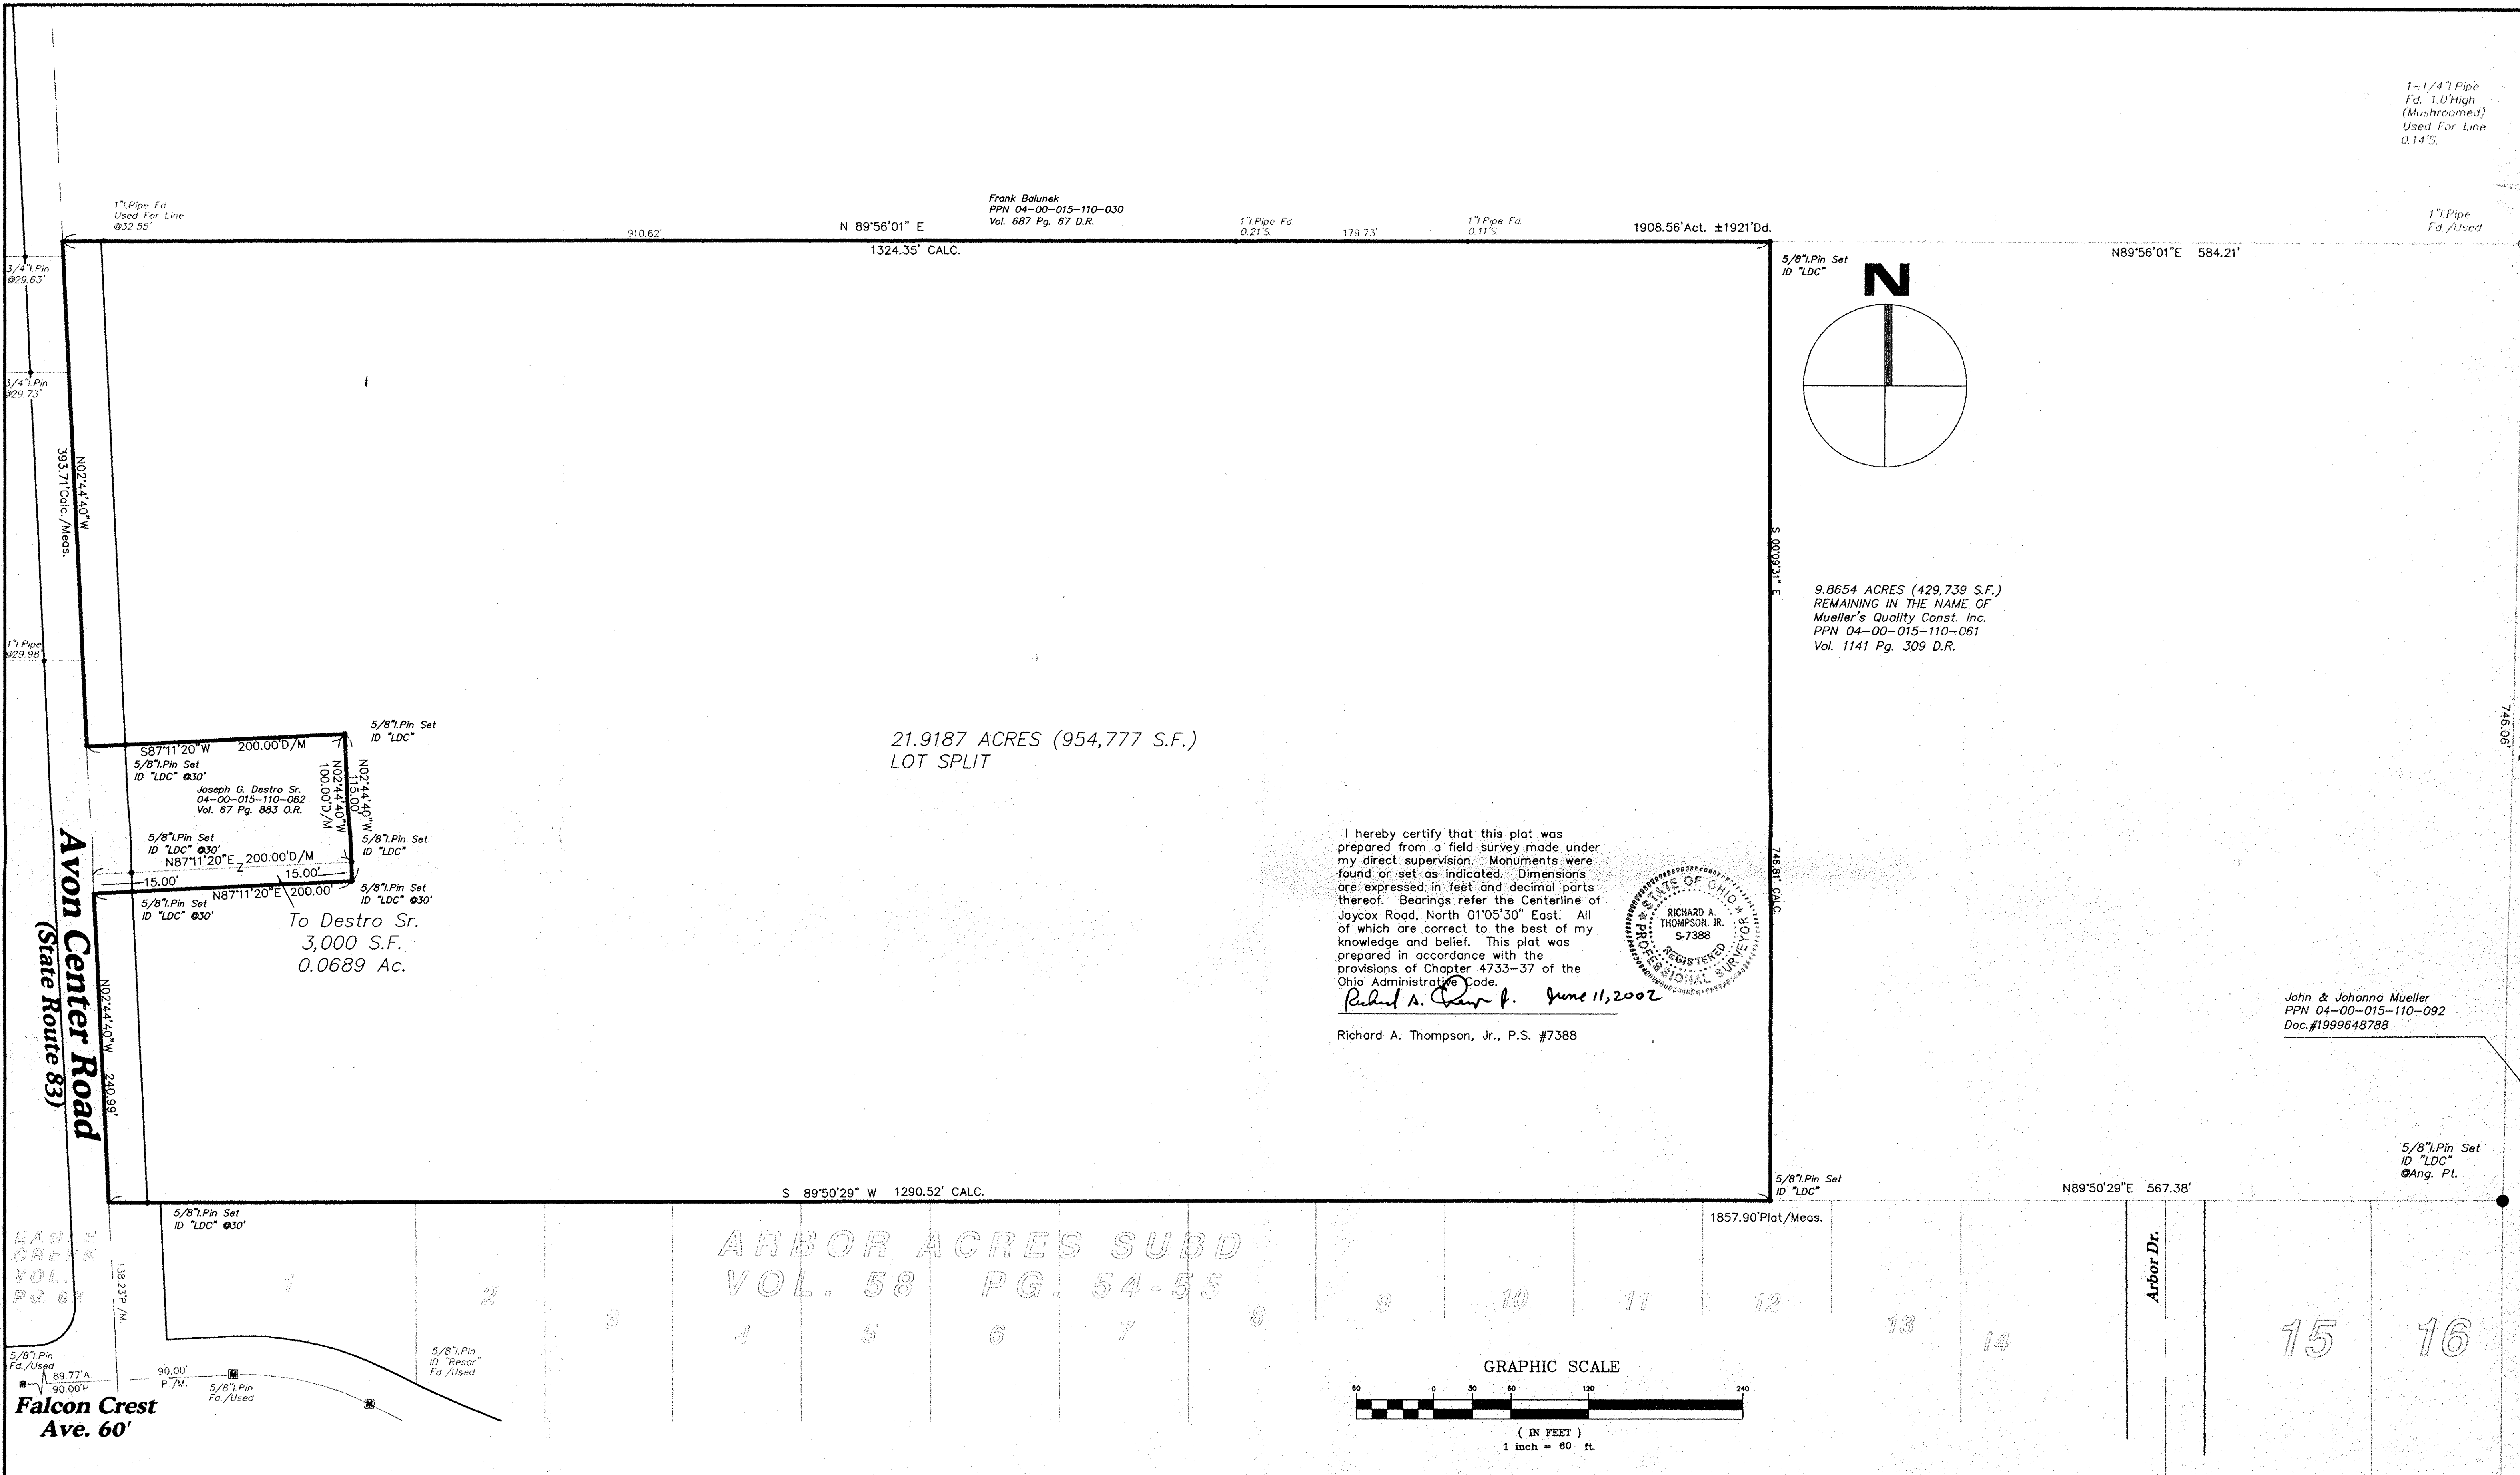 1-1/4"I.Pipe
Fd. 1.0'High
(Mushroomed)
Used For Line
0.14'S.
1"I.Pipe
Fd./Used
1"I.Pipe Fd
Used For Line
@32.55'
910.62'
N 89°56'01" E
1324.35' CALC.
Frank Balunek
PPN 04-00-015-110-030
Vol. 687 Pg. 67 D.R.
1"I.Pipe Fd.
0.21'S.
179.73'
1"I.Pipe Fd
0.11'S
1908.56'Act. ±1921'Dd.
5/8"I.Pin Set
ID "LDC"
N
N89°56'01"E 584.21'
3/4"I.Pin
@29.63'
3/4"I.Pin
@29.73'
N02°44'40"W
393.71'Calc./Meas.
1"I.Pipe
@29.98'
S 00°09'31" E
746.81' CALC.
9.8654 ACRES (429,739 S.F.)
REMAINING IN THE NAME OF
Mueller's Quality Const. Inc.
PPN 04-00-015-110-061
Vol. 1141 Pg. 309 D.R.
746.06'
21.9187 ACRES (954,777 S.F.)
LOT SPLIT
5/8"I.Pin Set
ID "LDC"
S87°11'20"W 200.00'D/M
5/8"I.Pin Set
ID "LDC" @30'
Joseph G. Destro Sr.
04-00-015-110-062
Vol. 67 Pg. 883 O.R.
N02°44'40"W
115.00'
N02°44'40"W
100.00'D/M
5/8"I.Pin Set
ID "LDC" @30'
5/8"I.Pin Set
ID "LDC"
N87°11'20"E 200.00'D/M
Z
15.00'
15.00'
N87°11'20"E 200.00'
5/8"I.Pin Set
ID "LDC" @30'
5/8"I.Pin Set
ID "LDC" @30'
To Destro Sr.
3,000 S.F.
0.0689 Ac.
Avon Center Road
(State Route 83)
N02°44'40"W 240.99'
I hereby certify that this plat was
prepared from a field survey made under
my direct supervision. Monuments were
found or set as indicated. Dimensions
are expressed in feet and decimal parts
thereof. Bearings refer the Centerline of
Jaycox Road, North 01°05'30" East. All
of which are correct to the best of my
knowledge and belief. This plat was
prepared in accordance with the
provisions of Chapter 4733-37 of the
Ohio Administrative Code.
June 11, 2002
Richard A. Thompson, Jr., P.S. #7388
STATE OF OHIO
RICHARD A.
THOMPSON, JR.
S-7388
REGISTERED
PROFESSIONAL SURVEYOR
John & Johanna Mueller
PPN 04-00-015-110-092
Doc.#1999648788
5/8"I.Pin Set
ID "LDC"
@Ang. Pt.
S 89°50'29" W 1290.52' CALC.
5/8"I.Pin Set
ID "LDC"
N89°50'29"E 567.38'
1857.90'Plat/Meas.
5/8"I.Pin Set
ID "LDC" @30'
EAGLE
CREEK
VOL.
PG.
138.23'P./M.
ARBOR ACRES SUBD
VOL. 58 PG. 54-55
1
2
3
4
5
6
7
8
9
10
11
12
13
14
Arbor Dr.
15
16
5/8"I.Pin
Fd./Used
89.77'A.
90.00'P
90.00'
P./M.
5/8"I.Pin
Fd./Used
5/8"I.Pin
ID "Resar"
Fd./Used
Falcon Crest
Ave. 60'
GRAPHIC SCALE
60 0 30 60 120 240
( IN FEET )
1 inch = 60 ft.